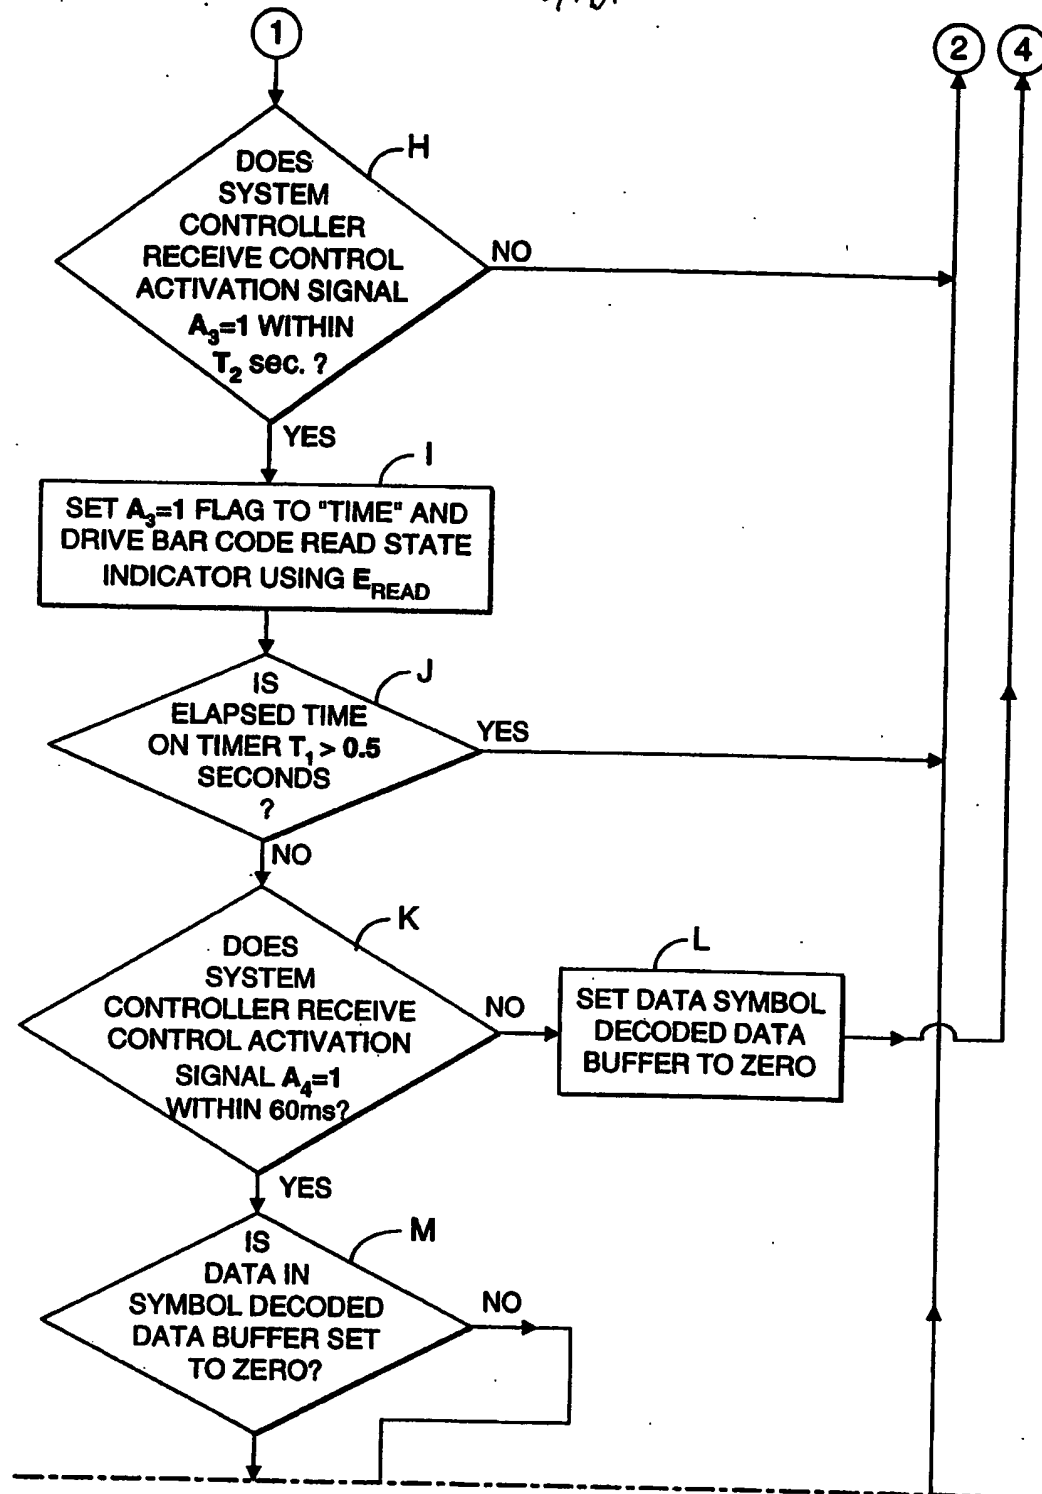 1
2
4
H
DOES
SYSTEM
CONTROLLER
RECEIVE CONTROL
ACTIVATION SIGNAL
A₃=1 WITHIN
T₂ sec. ?
NO
YES
I
SET A₃=1 FLAG TO "TIME" AND
DRIVE BAR CODE READ STATE
INDICATOR USING E_READ
J
IS
ELAPSED TIME
ON TIMER T₁ > 0.5
SECONDS
?
YES
NO
K
DOES
SYSTEM
CONTROLLER RECEIVE
CONTROL ACTIVATION
SIGNAL A₄=1
WITHIN 60ms?
NO
L
SET DATA SYMBOL
DECODED DATA
BUFFER TO ZERO
YES
M
IS
DATA IN
SYMBOL DECODED
DATA BUFFER SET
TO ZERO?
NO